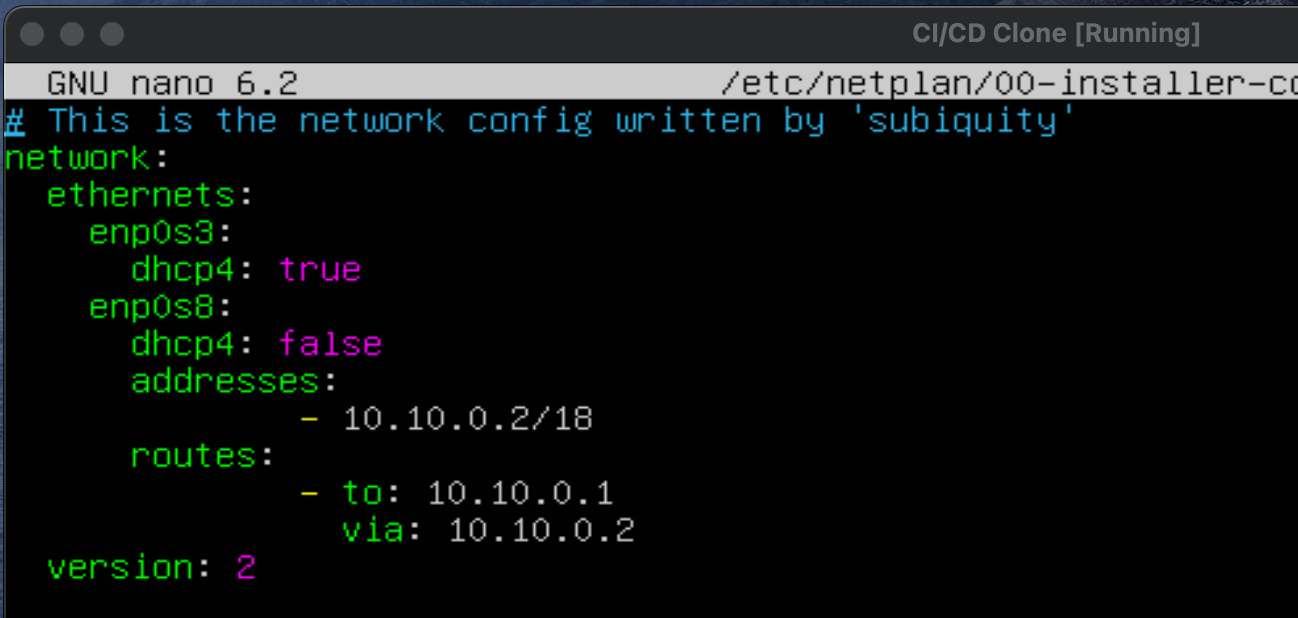 CI/CD Clone [Running]
GNU nano 6.2 /etc/netplan/00-installer-co
# This is the network config written by 'subiquity'
network:
  ethernets:
    enp0s3:
      dhcp4: true
    enp0s8:
      dhcp4: false
      addresses:
              - 10.10.0.2/18
      routes:
              - to: 10.10.0.1
                via: 10.10.0.2
  version: 2